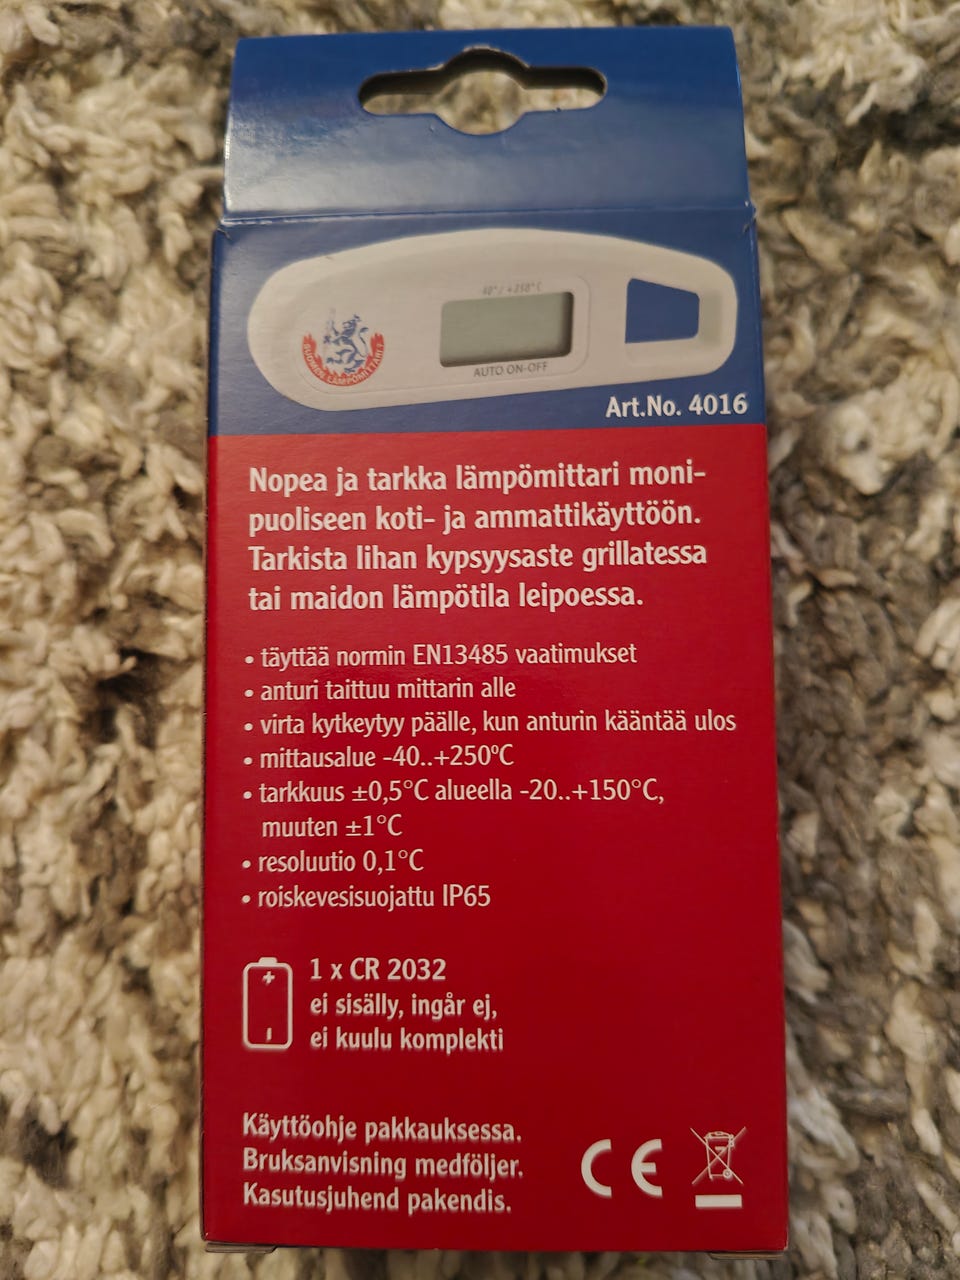 40°/+250°C
AUTO ON-OFF
SUOMEN LÄMPÖMITTARI
Art.No. 4016
Nopea ja tarkka lämpömittari moni-
puoliseen koti- ja ammattikäyttöön.
Tarkista lihan kypsyysaste grillatessa
tai maidon lämpötila leipoessa.
• täyttää normin EN13485 vaatimukset
• anturi taittuu mittarin alle
• virta kytkeytyy päälle, kun anturin kääntää ulos
• mittausalue -40..+250ºC
• tarkkuus ±0,5°C alueella -20..+150°C,
muuten ±1°C
• resoluutio 0,1°C
• roiskevesisuojattu IP65
1 x CR 2032
ei sisälly, ingår ej,
ei kuulu komplekti
Käyttöohje pakkauksessa.
Bruksanvisning medföljer.
Kasutusjuhend pakendis.
CE